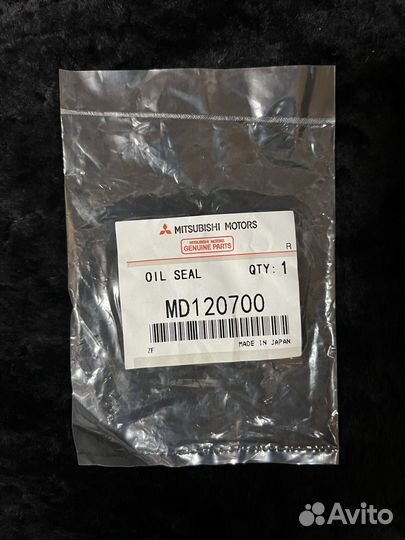 MITSUBISHI MOTORS
MITSUBISHI MOTORS
GENUINE PARTS
R
OIL SEAL QTY: 1
MD120700
ZF MADE IN JAPAN
Avito